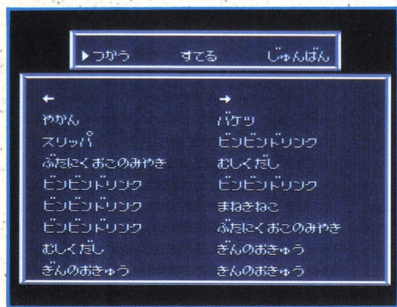 ▶つかう すてる じゅんばん
← →
やかん バケツ
スリッパ ビンビンドリンク
ぶたにくおこのみやき むしくだし
ビンビンドリンク ビンビンドリンク
ビンビンドリンク まねきねこ
ビンビンドリンク ぶたにくおこのみやき
むしくだし ぎんのおきゅう
ぎんのおきゅう ぎんのおきゅう